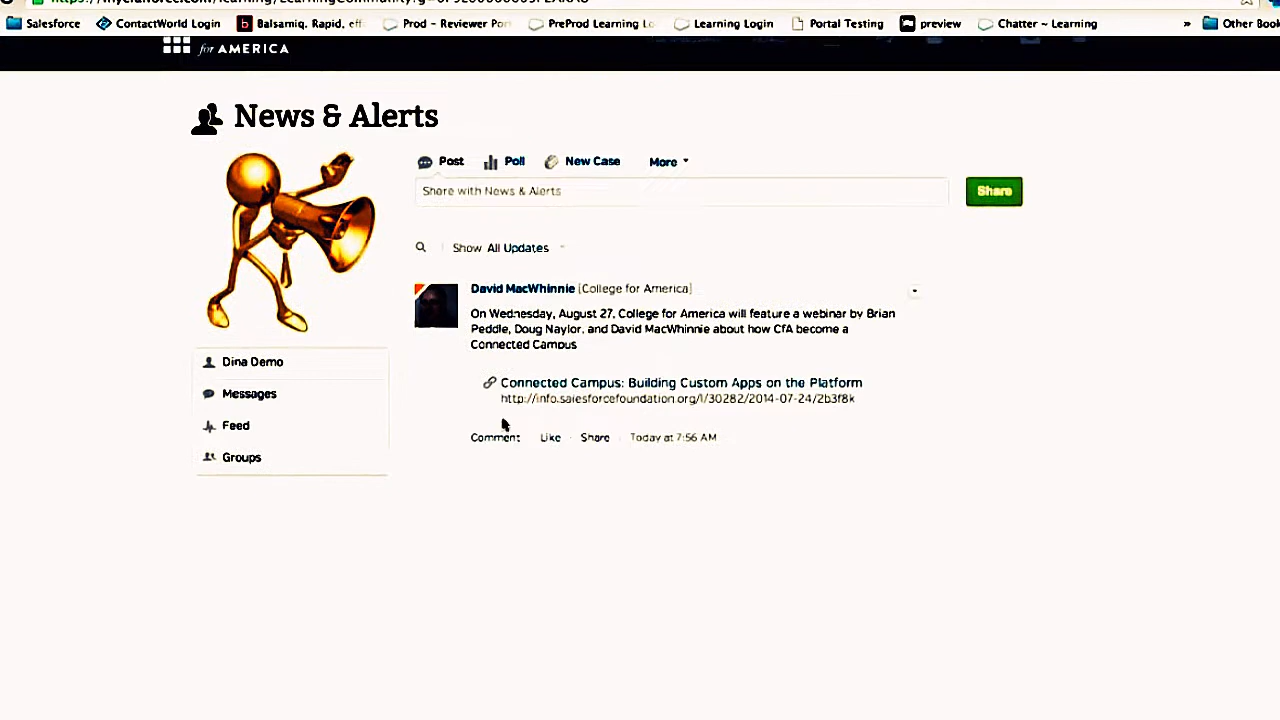 Salesforce ContactWorld Login Balsamiq. Rapid, eff Prod - Reviewer Por PreProd Learning Lo Learning Login Portal Testing preview Chatter ~ Learning » Other Book
for AMERICA
News & Alerts
Post Poll New Case More
Share with News & Alerts Share
Show All Updates
David MacWhinnie (College for America)
On Wednesday, August 27, College for America will feature a webinar by Brian
Peddle, Doug Naylor, and David MacWhinnie about how CfA become a
Connected Campus
Connected Campus: Building Custom Apps on the Platform
http://info.salesforcefoundation.org/l/30282/2014-07-24/2b3f8k
Comment · Like · Share · Today at 7:56 AM
Dina Demo
Messages
Feed
Groups